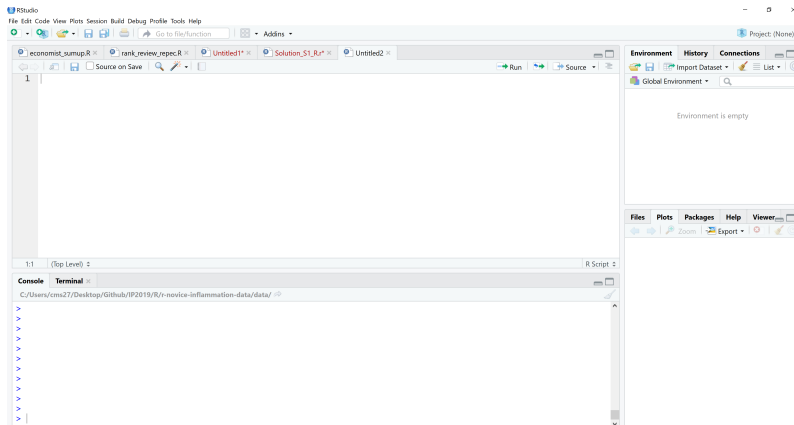 RStudio
File Edit Code View Plots Session Build Debug Profile Tools Help
Go to file/function Addins Project: (None)
economist_sumup.R rank_review_repec.R Untitled1* Solution_S1_R.r* Untitled2
Source on Save Run Source
1
1:1 (Top Level) R Script
Console Terminal
C:/Users/cms27/Desktop/Github/IP2019/R/r-novice-inflammation-data/data/
>
>
>
>
>
>
>
>
>
>
>
>
Environment History Connections
Import Dataset List
Global Environment
Environment is empty
Files Plots Packages Help Viewer
Zoom Export